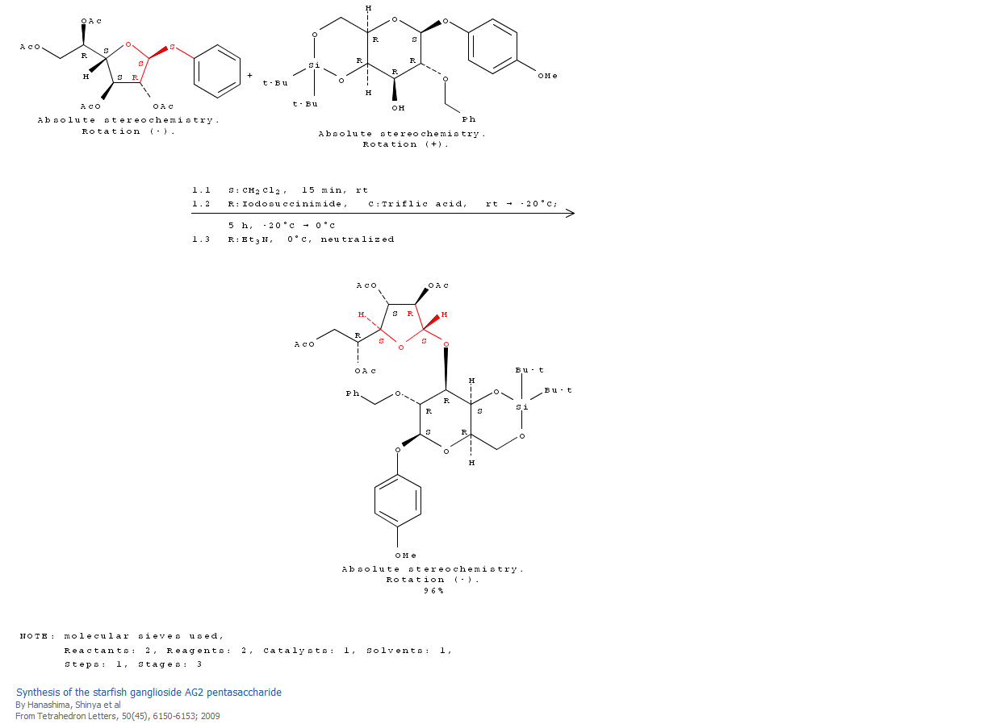 OAc
AcO
O
S
S
R
S
H
S
R
AcO
OAc
Absolute stereochemistry.
Rotation (-).
+
H
O
O
O
R
S
Si
R
R
R
O
O
t-Bu
H
OMe
t-Bu
OH
Ph
Absolute stereochemistry.
Rotation (+).
1.1 S:CH2Cl2, 15 min, rt
1.2 R:Iodosuccinimide, C:Triflic acid, rt → -20°C;
5 h, -20°C → 0°C
1.3 R:Et3N, 0°C, neutralized
AcO
OAc
H
S
R
H
R
AcO
S
O
S
O
OAc
Bu-t
H
Ph
O
O
Bu-t
R
R
S
Si
S
R
O
O
O
H
OMe
Absolute stereochemistry.
Rotation (-).
96%
NOTE: molecular sieves used,
Reactants: 2, Reagents: 2, Catalysts: 1, Solvents: 1,
Steps: 1, Stages: 3
Synthesis of the starfish ganglioside AG2 pentasaccharide
By Hanashima, Shinya et al
From Tetrahedron Letters, 50(45), 6150-6153; 2009